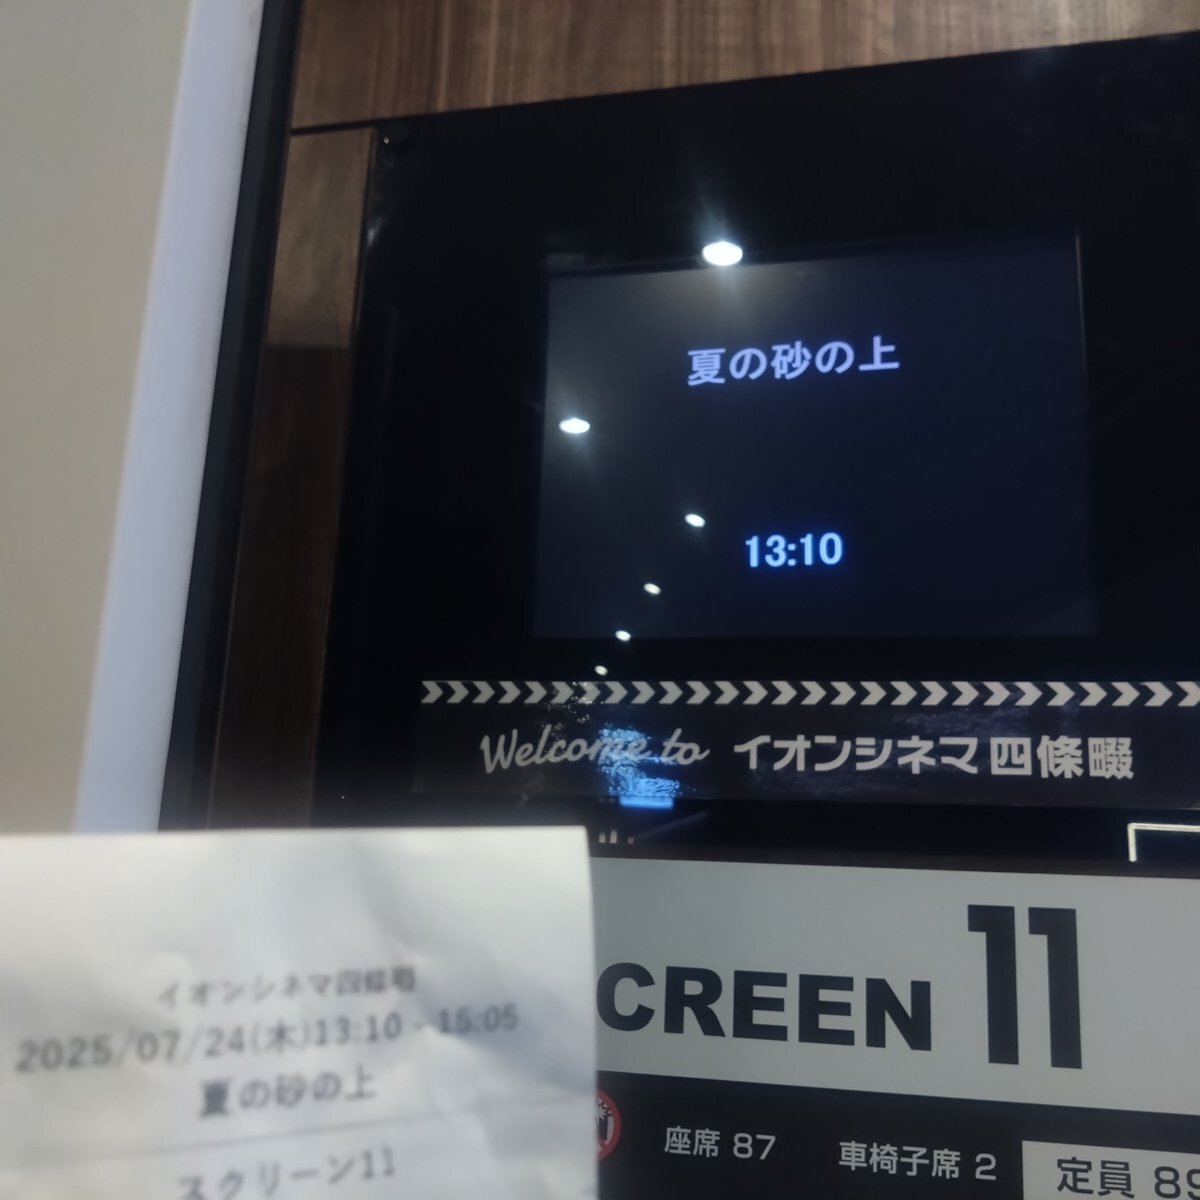 夏の砂の上
13:10
Welcome to イオンシネマ 四條畷
CREEN 11
座席 87 車椅子席 2 定員 89
イオンシネマ四條畷
2025/07/24(木)13:10 - 15:05
夏の砂の上
スクリーン11